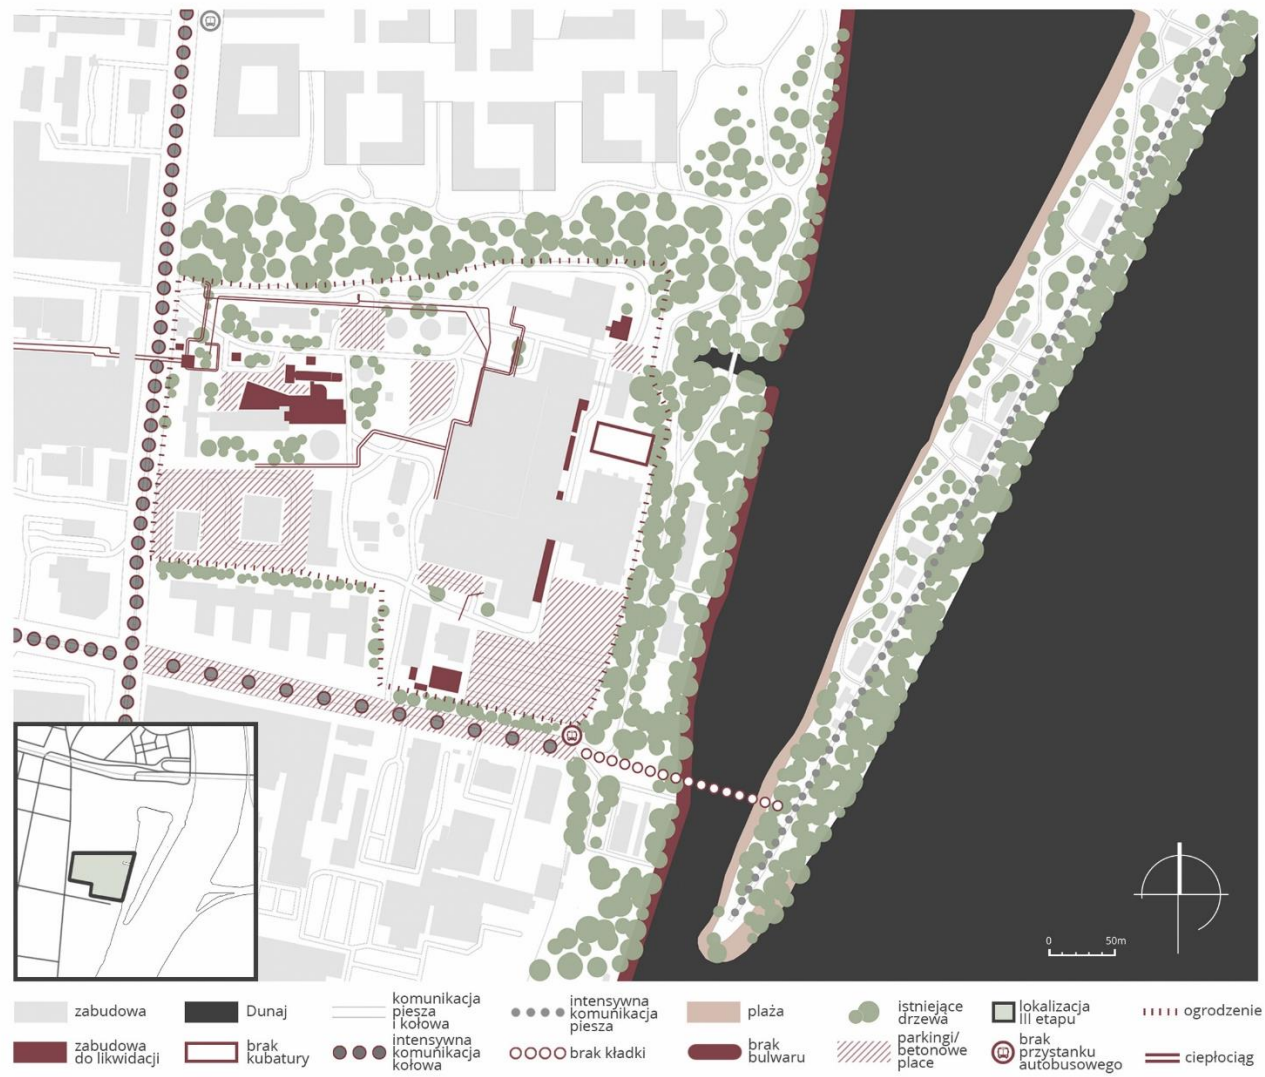 0 50m
zabudowa
Dunaj
komunikacja
piesza
i kołowa
intensywna
komunikacja
piesza
plaża
istniejące
drzewa
lokalizacja
III etapu
ogrodzenie
zabudowa
do likwidacji
brak
kubatury
intensywna
komunikacja
kołowa
brak kładki
brak
bulwaru
parkingi/
betonowe
place
brak
przystanku
autobusowego
ciepłociąg